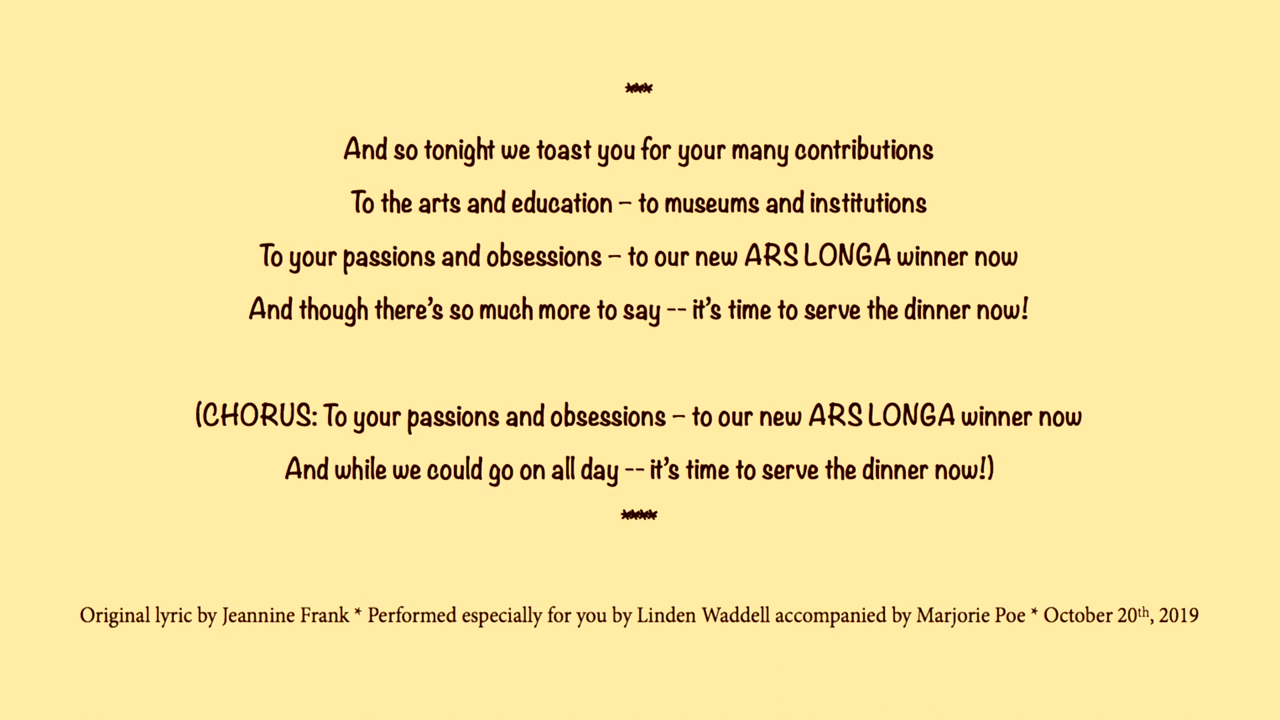 ***
And so tonight we toast you for your many contributions
To the arts and education – to museums and institutions
To your passions and obsessions – to our new ARS LONGA winner now
And though there’s so much more to say -- it’s time to serve the dinner now!
(CHORUS: To your passions and obsessions – to our new ARS LONGA winner now
And while we could go on all day -- it’s time to serve the dinner now!)
****
Original lyric by Jeannine Frank * Performed especially for you by Linden Waddell accompanied by Marjorie Poe * October 20th, 2019